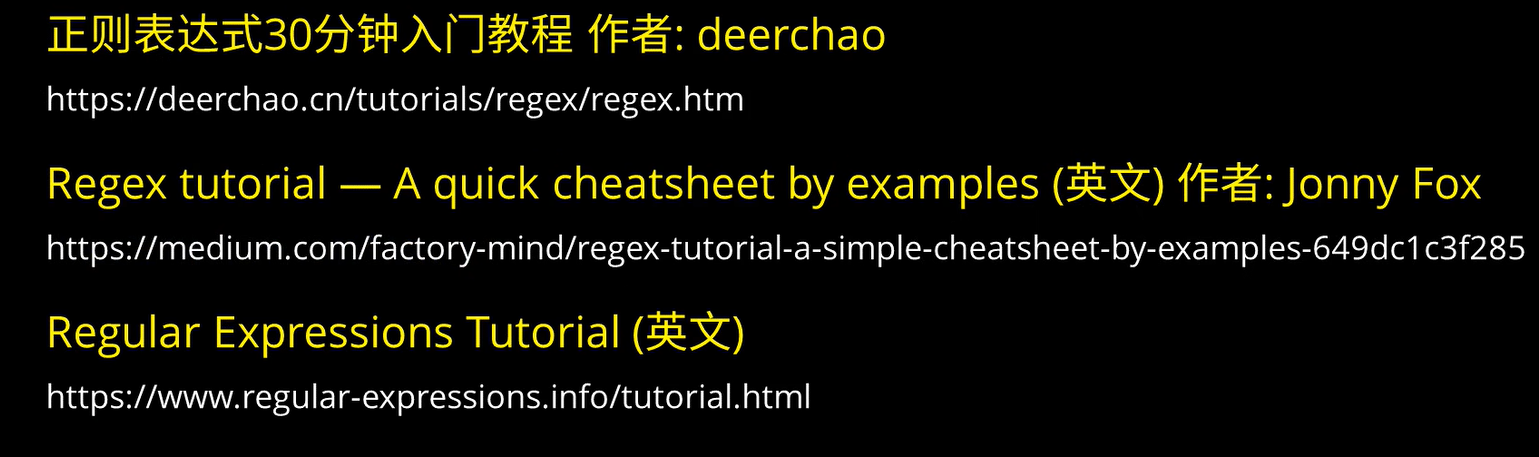 正则表达式30分钟入门教程 作者: deerchao
https://deerchao.cn/tutorials/regex/regex.htm
Regex tutorial — A quick cheatsheet by examples (英文) 作者: Jonny Fox
https://medium.com/factory-mind/regex-tutorial-a-simple-cheatsheet-by-examples-649dc1c3f285
Regular Expressions Tutorial (英文)
https://www.regular-expressions.info/tutorial.html